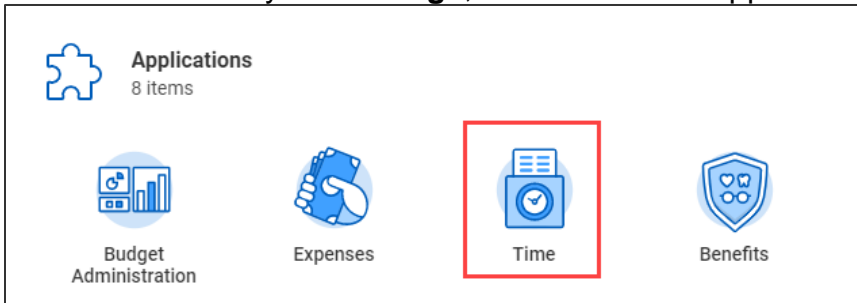 Applications
8 items
Budget
Administration
Expenses
Time
Benefits